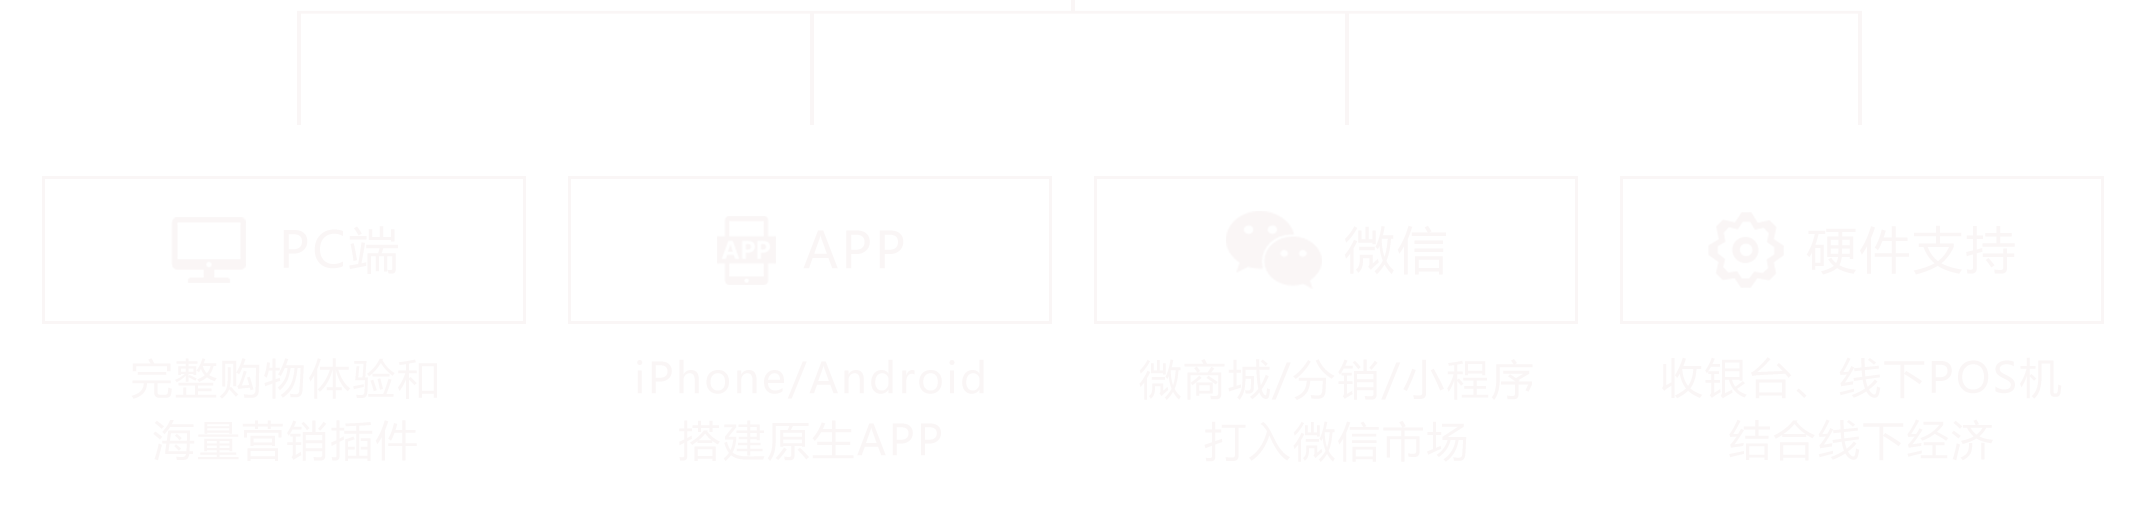 PC端
APP
APP
微信
硬件支持
完整购物体验和
海量营销插件
iPhone/Android
搭建原生APP
微商城/分销/小程序
打入微信市场
收银台、线下POS机
结合线下经济